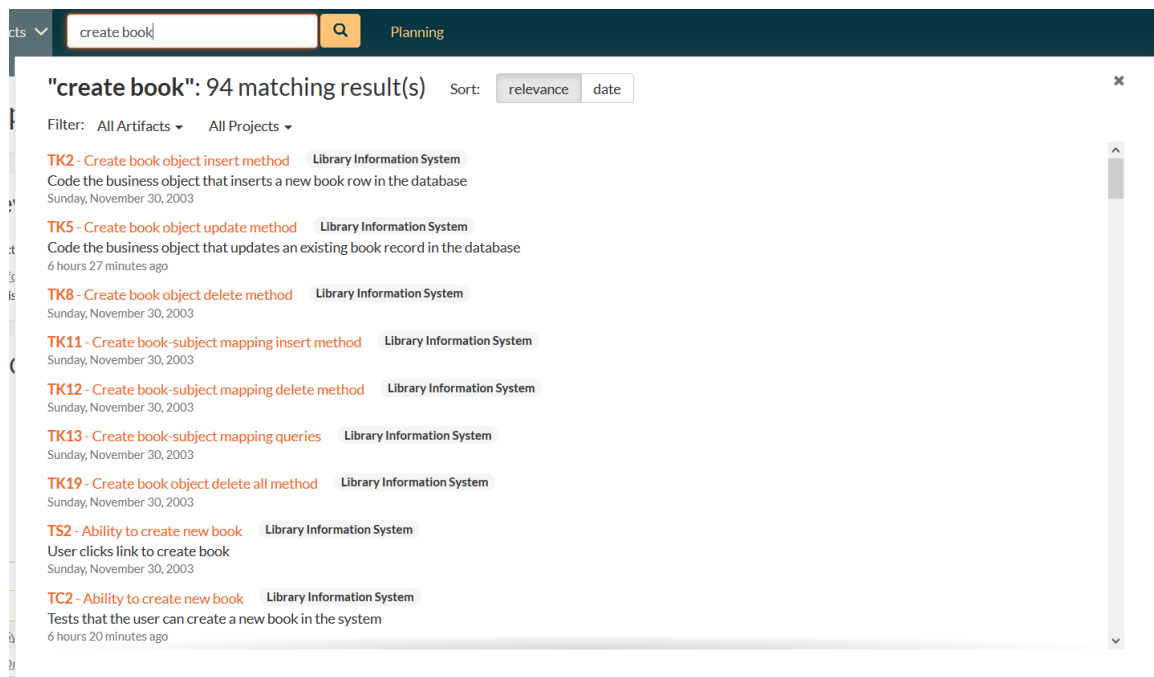 cts
create book
Planning
"create book": 94 matching result(s) Sort: relevance date
Filter: All Artifacts All Projects
TK2 - Create book object insert method Library Information System
Code the business object that inserts a new book row in the database
Sunday, November 30, 2003
TK5 - Create book object update method Library Information System
Code the business object that updates an existing book record in the database
6 hours 27 minutes ago
TK8 - Create book object delete method Library Information System
Sunday, November 30, 2003
TK11 - Create book-subject mapping insert method Library Information System
Sunday, November 30, 2003
TK12 - Create book-subject mapping delete method Library Information System
Sunday, November 30, 2003
TK13 - Create book-subject mapping queries Library Information System
Sunday, November 30, 2003
TK19 - Create book object delete all method Library Information System
Sunday, November 30, 2003
TS2 - Ability to create new book Library Information System
User clicks link to create book
Sunday, November 30, 2003
TC2 - Ability to create new book Library Information System
Tests that the user can create a new book in the system
6 hours 20 minutes ago